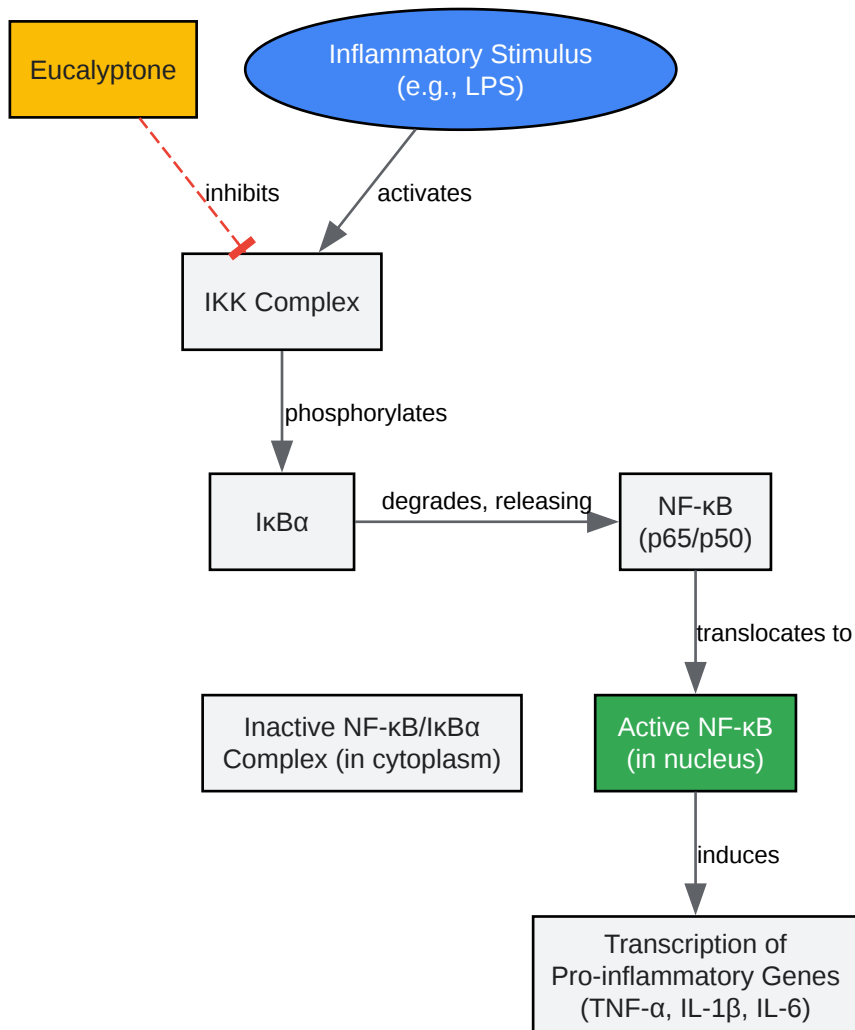 Eucalyptone
Inflammatory Stimulus
(e.g., LPS)
inhibits
activates
IKK Complex
phosphorylates
IκBα
degrades, releasing
NF-κB
(p65/p50)
translocates to
Inactive NF-κB/IκBα
Complex (in cytoplasm)
Active NF-κB
(in nucleus)
induces
Transcription of
Pro-inflammatory Genes
(TNF-α, IL-1β, IL-6)